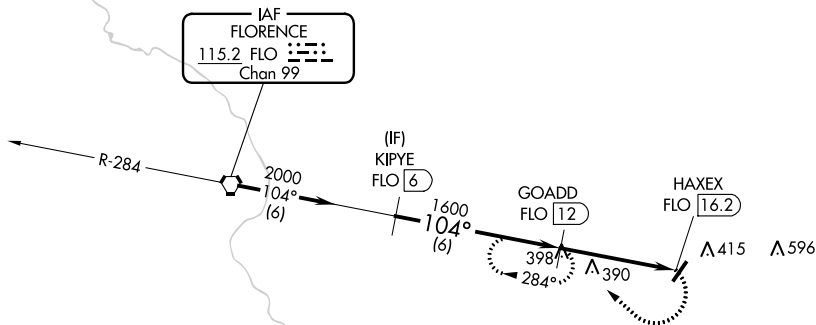 IAF
FLORENCE
115.2 FLO
Chan 99
R-284
2000
104°
(6)
(IF)
KIPYE
FLO 6
1600
104°
(6)
GOADD
FLO 12
HAXEX
FLO 16.2
398
284°
390
415
596